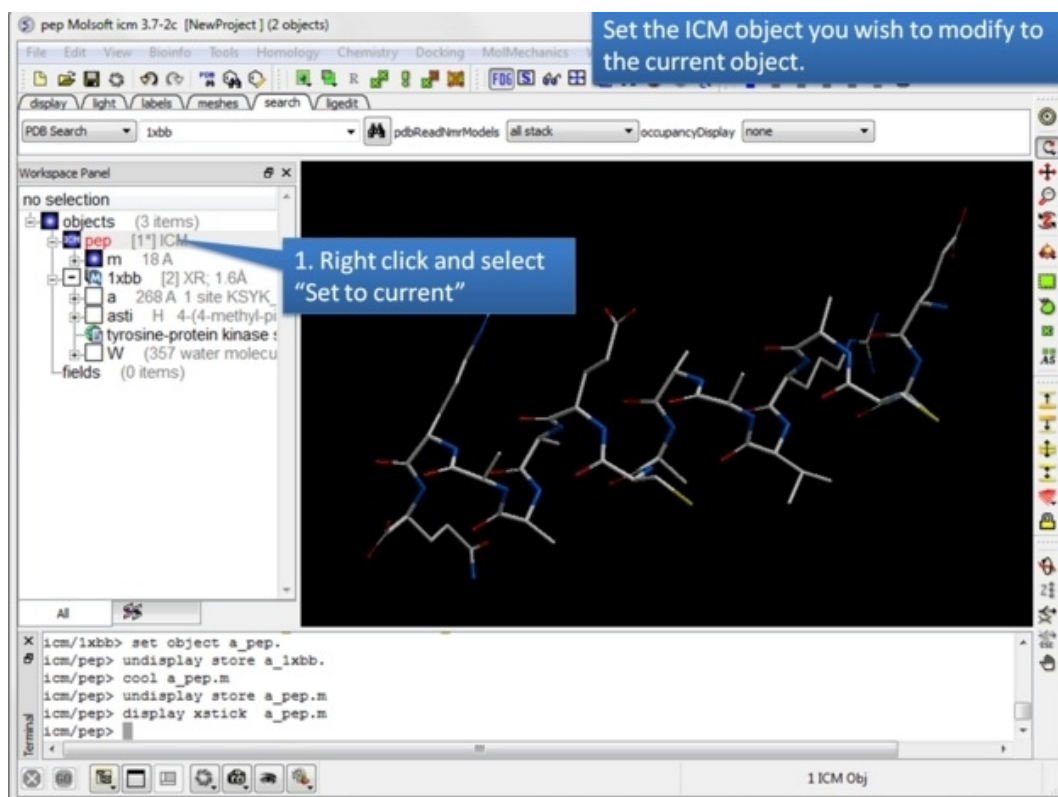 pep Molsoft icm 3.7-2c [NewProject ] (2 objects)
Set the ICM object you wish to modify to
the current object.
File Edit View Bioinfo Tools Homology Chemistry Docking MolMechanics
display light labels meshes search ligedit
PDB Search 1xbb pdbReadNmrModels all stack occupancyDisplay none
Workspace Panel
no selection
objects (3 items)
pep [1*] ICM
m 18 A
1xbb [2] XR; 1.6Å
a 268 A 1 site KSYK_
asti H 4-(4-methyl-pi
tyrosine-protein kinase s
W (357 water molecu
fields (0 items)
1. Right click and select
"Set to current"
All
icm/1xbb> set object a_pep.
icm/pep> undisplay store a_1xbb.
icm/pep> cool a_pep.m
icm/pep> undisplay store a_pep.m
icm/pep> display xstick a_pep.m
icm/pep>
Terminal
1 ICM Obj